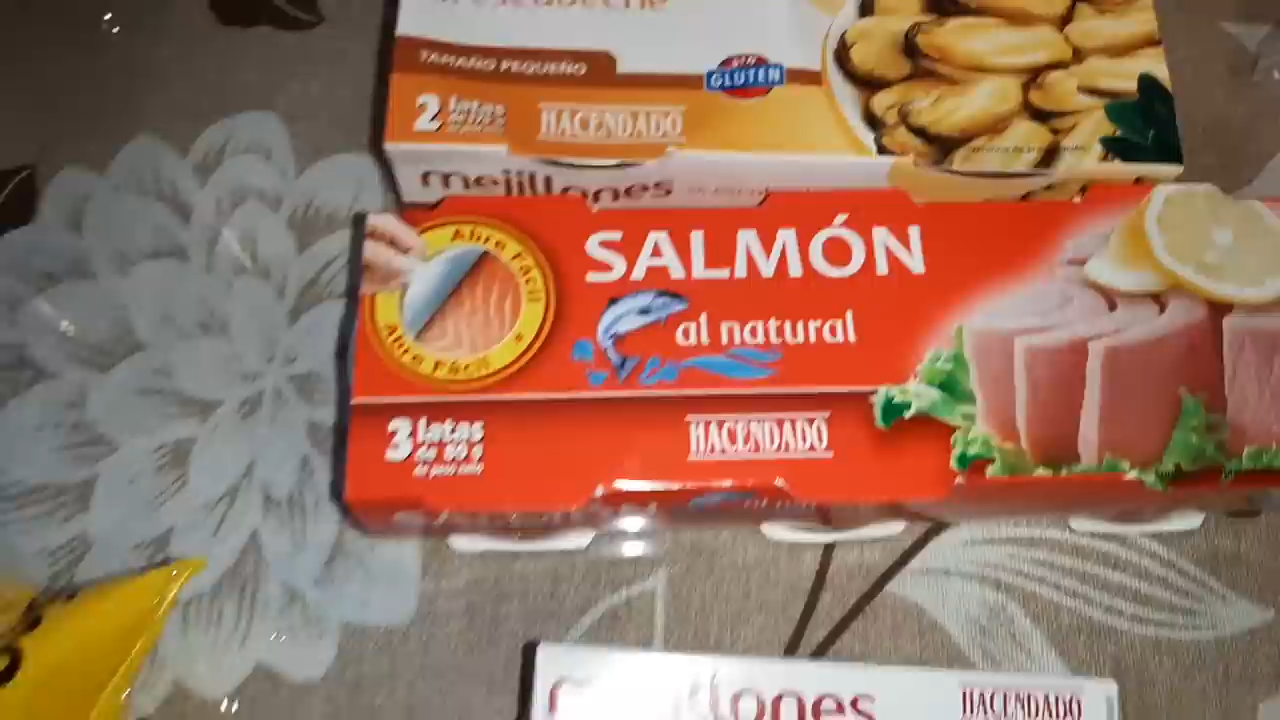 TAMAÑO PEQUEÑO
SIN
GLUTEN
2 latas
HACENDADO
mejillones
Abre Fácil
Abre Fácil
SALMÓN
al natural
3 latas
de 80 g
de peso neto
HACENDADO
HACENDADO